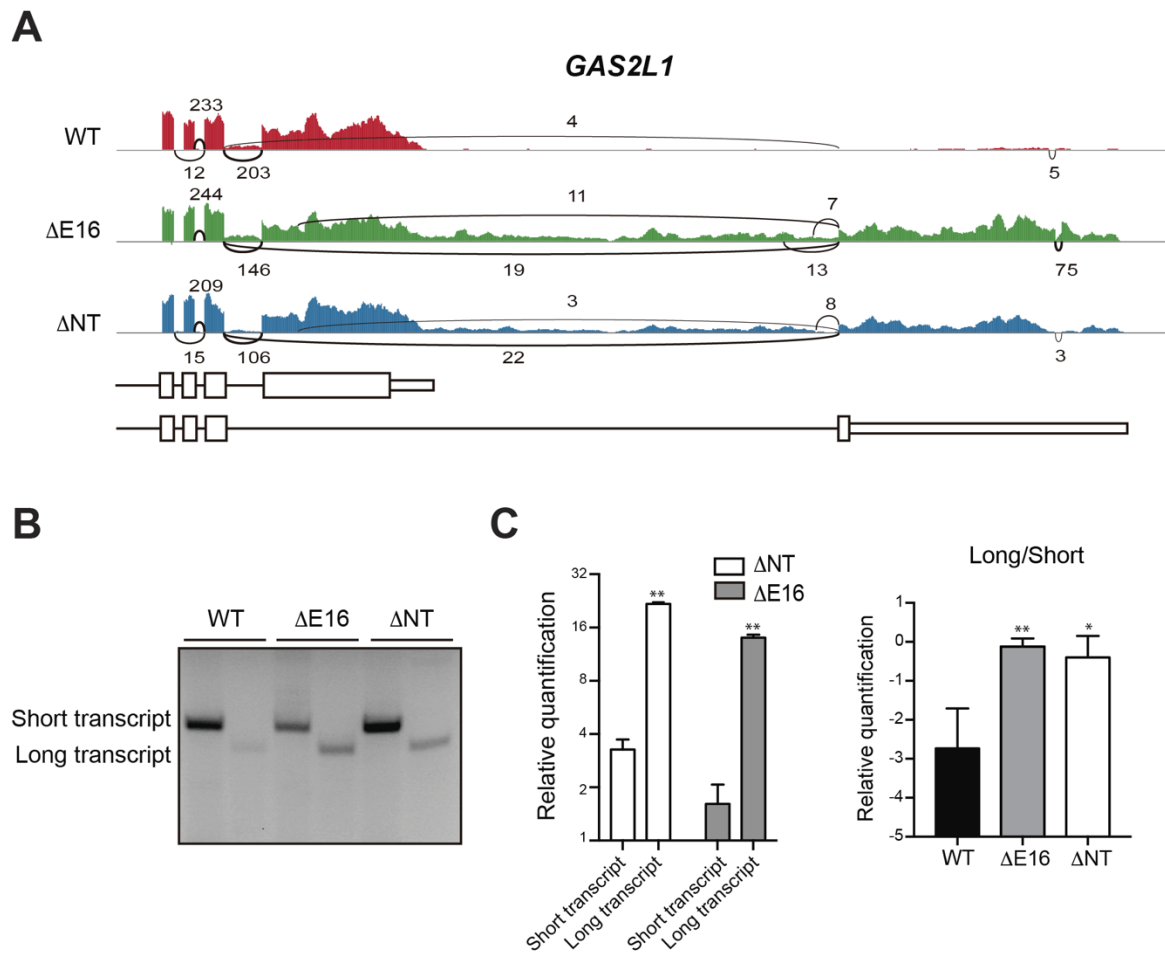 A
GAS2L1
WT
233
4
12
203
5
ΔE16
244
11
7
146
19
13
75
ΔNT
209
3
8
15
106
22
3
B
WT ΔE16 ΔNT
Short transcript
Long transcript
C
Relative quantification
32
16
8
4
2
1
ΔNT
ΔE16
**
**
Short transcript
Long transcript
Short transcript
Long transcript
Long/Short
Relative quantification
1
0
-1
-2
-3
-4
-5
**
*
WT ΔE16 ΔNT